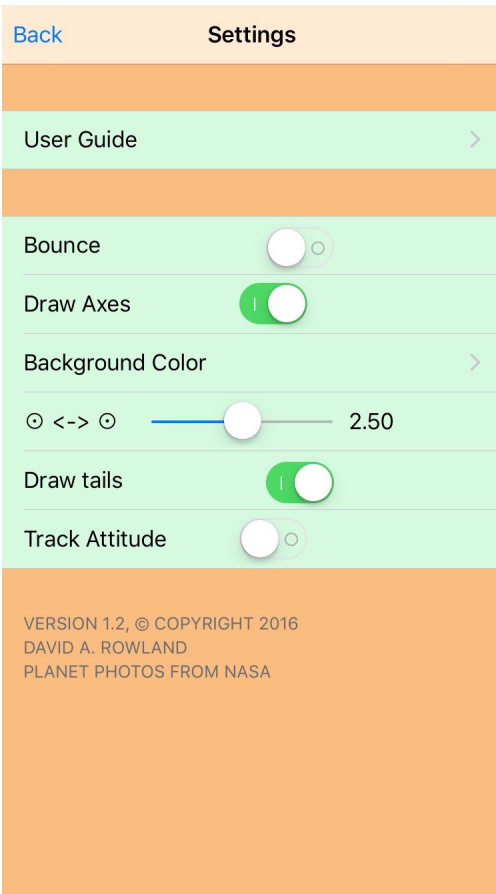 Back Settings
User Guide
Bounce
Draw Axes
Background Color
⊙ <-> ⊙ 2.50
Draw tails
Track Attitude
VERSION 1.2, © COPYRIGHT 2016
DAVID A. ROWLAND
PLANET PHOTOS FROM NASA